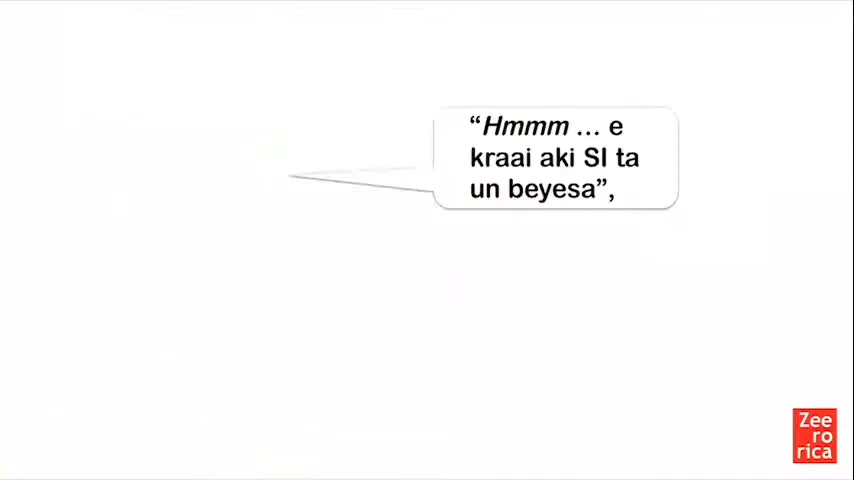 “Hmmm … e
kraai aki SI ta
un beyesa”,
Zee
ro
rica